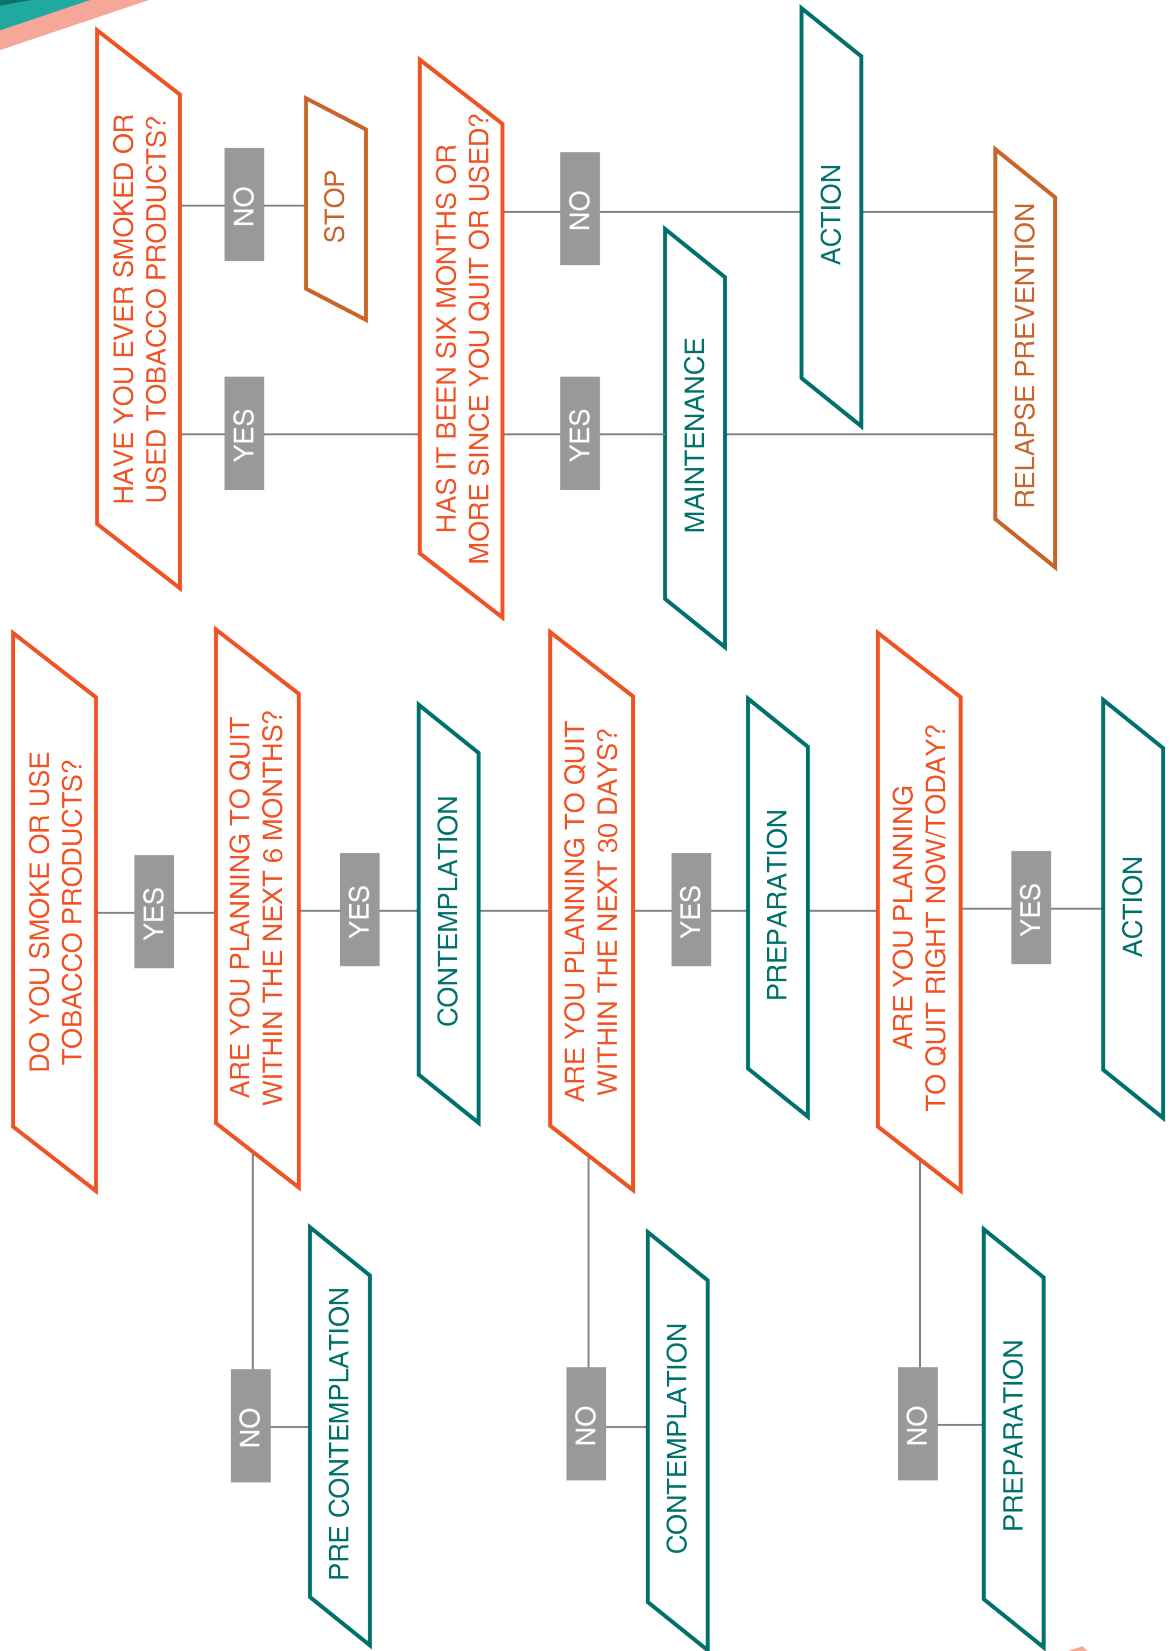 DO YOU SMOKE OR USE
TOBACCO PRODUCTS?
YES
ARE YOU PLANNING TO QUIT
WITHIN THE NEXT 6 MONTHS?
NO
PRE CONTEMPLATION
YES
CONTEMPLATION
ARE YOU PLANNING TO QUIT
WITHIN THE NEXT 30 DAYS?
NO
CONTEMPLATION
YES
PREPARATION
ARE YOU PLANNING
TO QUIT RIGHT NOW/TODAY?
NO
PREPARATION
YES
ACTION
HAVE YOU EVER SMOKED OR
USED TOBACCO PRODUCTS?
YES
NO
STOP
HAS IT BEEN SIX MONTHS OR
MORE SINCE YOU QUIT OR USED?
YES
NO
MAINTENANCE
ACTION
RELAPSE PREVENTION